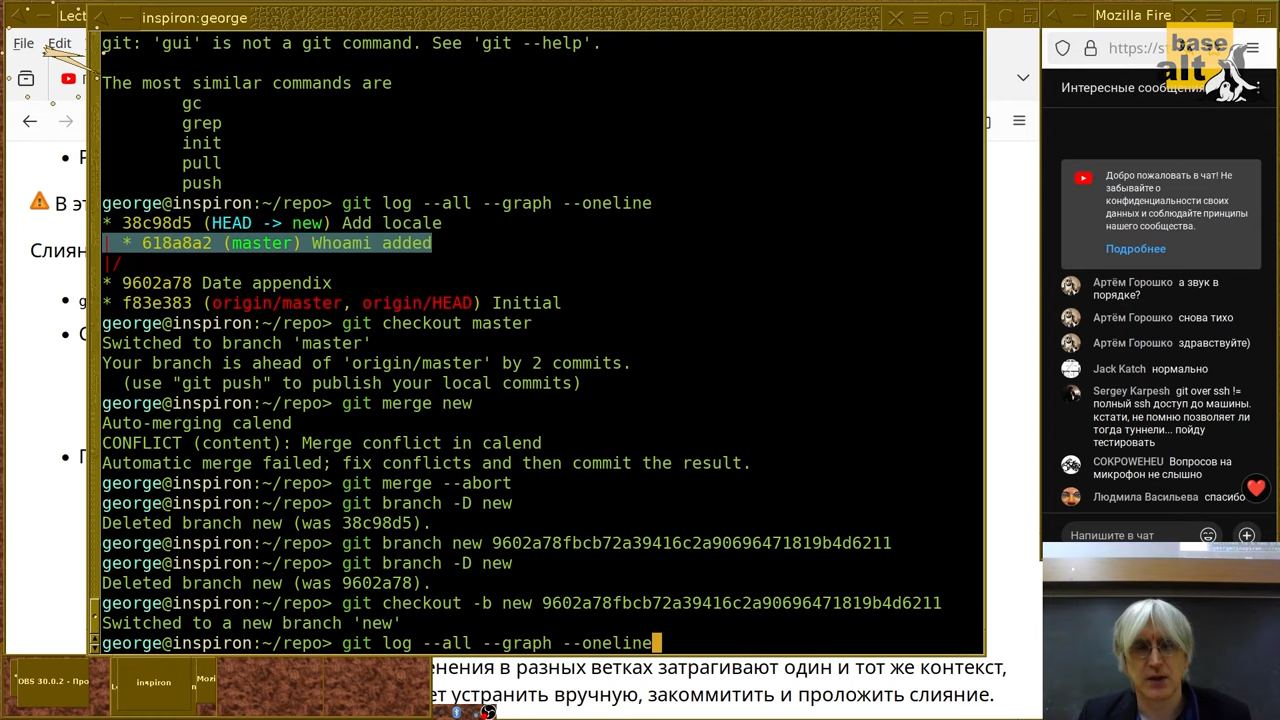 Lect
inspiron:george
Mozilla Fire
File Edit
git: 'gui' is not a git command. See 'git --help'.
The most similar commands are
gc
grep
init
pull
push
george@inspiron:~/repo> git log --all --graph --oneline
* 38c98d5 (HEAD -> new) Add locale
| * 618a8a2 (master) Whoami added
|/
* 9602a78 Date appendix
* f83e383 (origin/master, origin/HEAD) Initial
george@inspiron:~/repo> git checkout master
Switched to branch 'master'
Your branch is ahead of 'origin/master' by 2 commits.
(use "git push" to publish your local commits)
george@inspiron:~/repo> git merge new
Auto-merging calend
CONFLICT (content): Merge conflict in calend
Automatic merge failed; fix conflicts and then commit the result.
george@inspiron:~/repo> git merge --abort
george@inspiron:~/repo> git branch -D new
Deleted branch new (was 38c98d5).
george@inspiron:~/repo> git branch new 9602a78fbcb72a39416c2a90696471819b4d6211
george@inspiron:~/repo> git branch -D new
Deleted branch new (was 9602a78).
george@inspiron:~/repo> git checkout -b new 9602a78fbcb72a39416c2a90696471819b4d6211
Switched to a new branch 'new'
george@inspiron:~/repo> git log --all --graph --oneline
В эт
Слиян
енения в разных ветках затрагивают один и тот же контекст,
ет устранить вручную, закоммитить и проложить слияние.
OBS 30.0.2 - Про
inspiron
Mozi
https://s
base
alt
Интересные сообщения
Добро пожаловать в чат! Не
забывайте о
конфиденциальности своих
данных и соблюдайте принципы
нашего сообщества.
Подробнее
Артём Горошко а звук в
порядке?
Артём Горошко снова тихо
Артём Горошко здравствуйте)
Jack Katch нормально
Sergey Karpesh git over ssh !=
полный ssh доступ до машины.
кстати, не помню позволяет ли
тогда туннели... пойду
тестировать
COKPOWEHEU Вопросов на
микрофон не слышно
Людмила Васильева спасибо
Напишите в чат